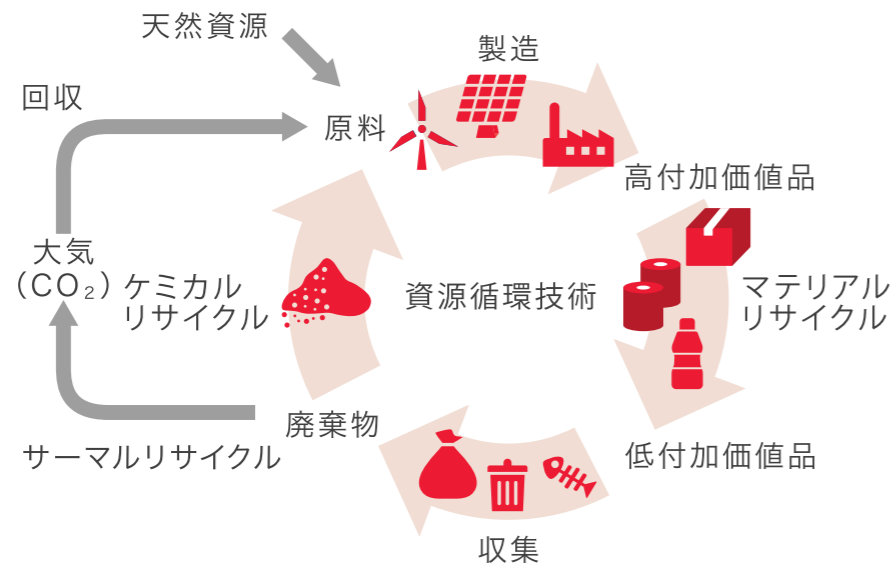 天然資源
製造
回収
原料
高付加価値品
大気
（CO₂）
ケミカル
リサイクル
資源循環技術
マテリアル
リサイクル
廃棄物
サーマルリサイクル
低付加価値品
収集